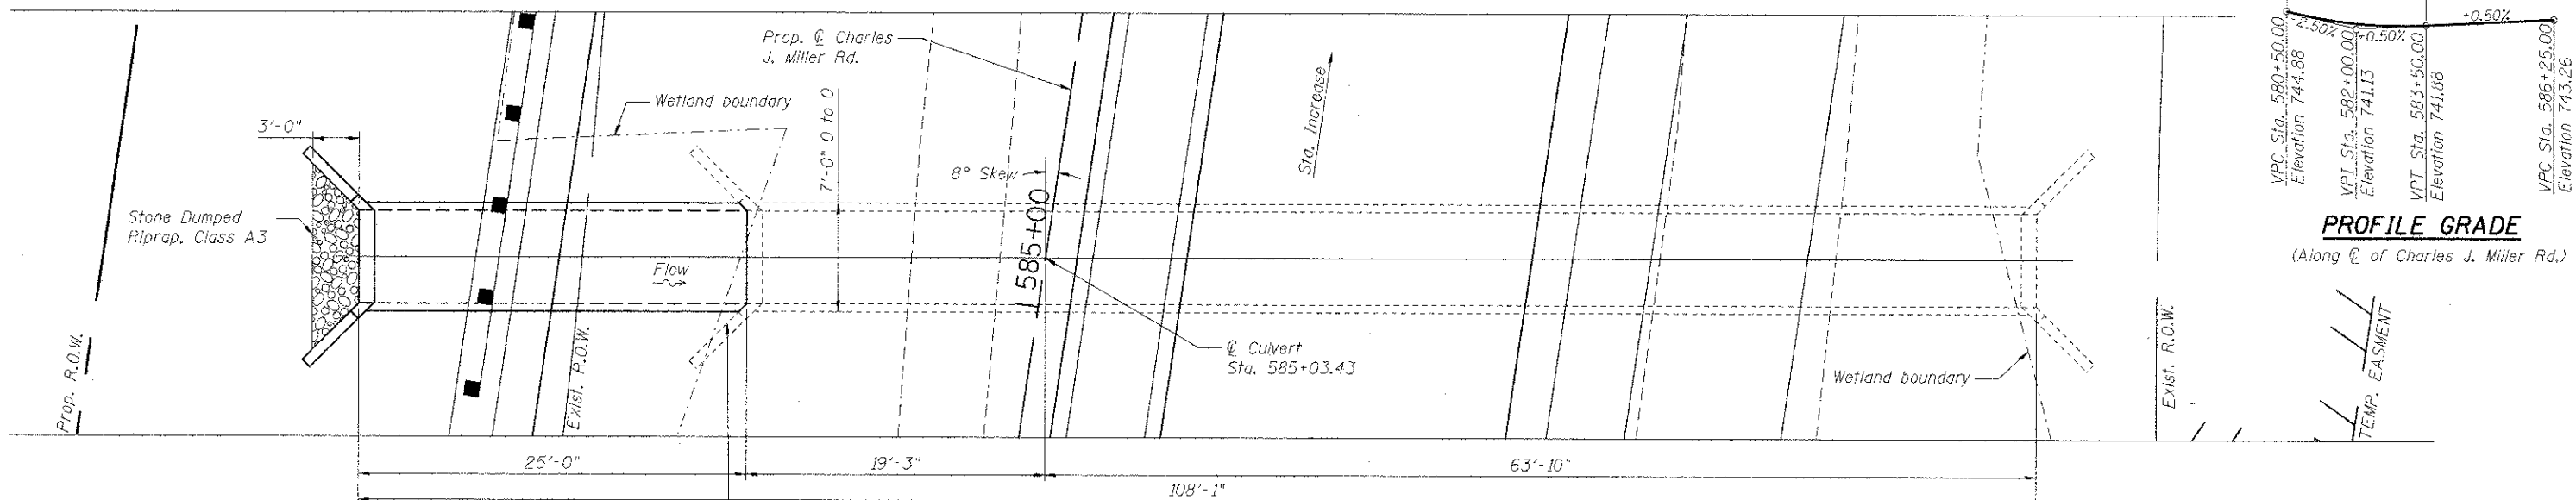 Prop. ℄ Charles
J. Miller Rd.
Wetland boundary
3'-0"
7'-0" O to O
8° Skew
Sta. Increase
Stone Dumped
Riprap, Class A3
Flow
585+00
℄ Culvert
Sta. 585+03.43
Wetland boundary
Prop. R.O.W.
Exist. R.O.W.
Exist. R.O.W.
TEMP. EASMENT
25'-0"
19'-3"
63'-10"
108'-1"
-2.50%
+0.50%
+0.50%
VPC Sta. 580+50.00
Elevation 744.88
VPI Sta. 582+00.00
Elevation 741.13
VPT Sta. 583+50.00
Elevation 741.88
VPC Sta. 586+25.00
Elevation 743.26
PROFILE GRADE
(Along ℄ of Charles J. Miller Rd.)